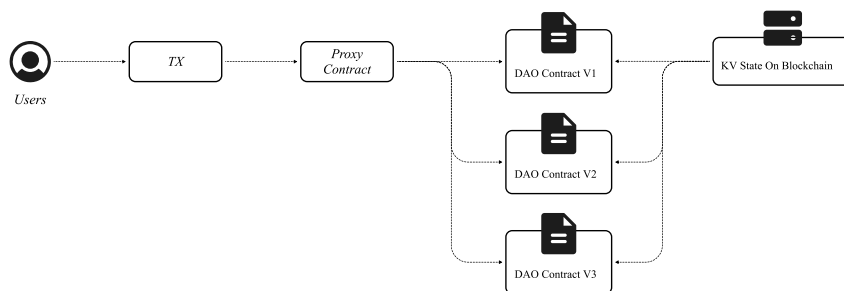 Users
TX
Proxy
Contract
DAO Contract V1
DAO Contract V2
DAO Contract V3
KV State On Blockchain